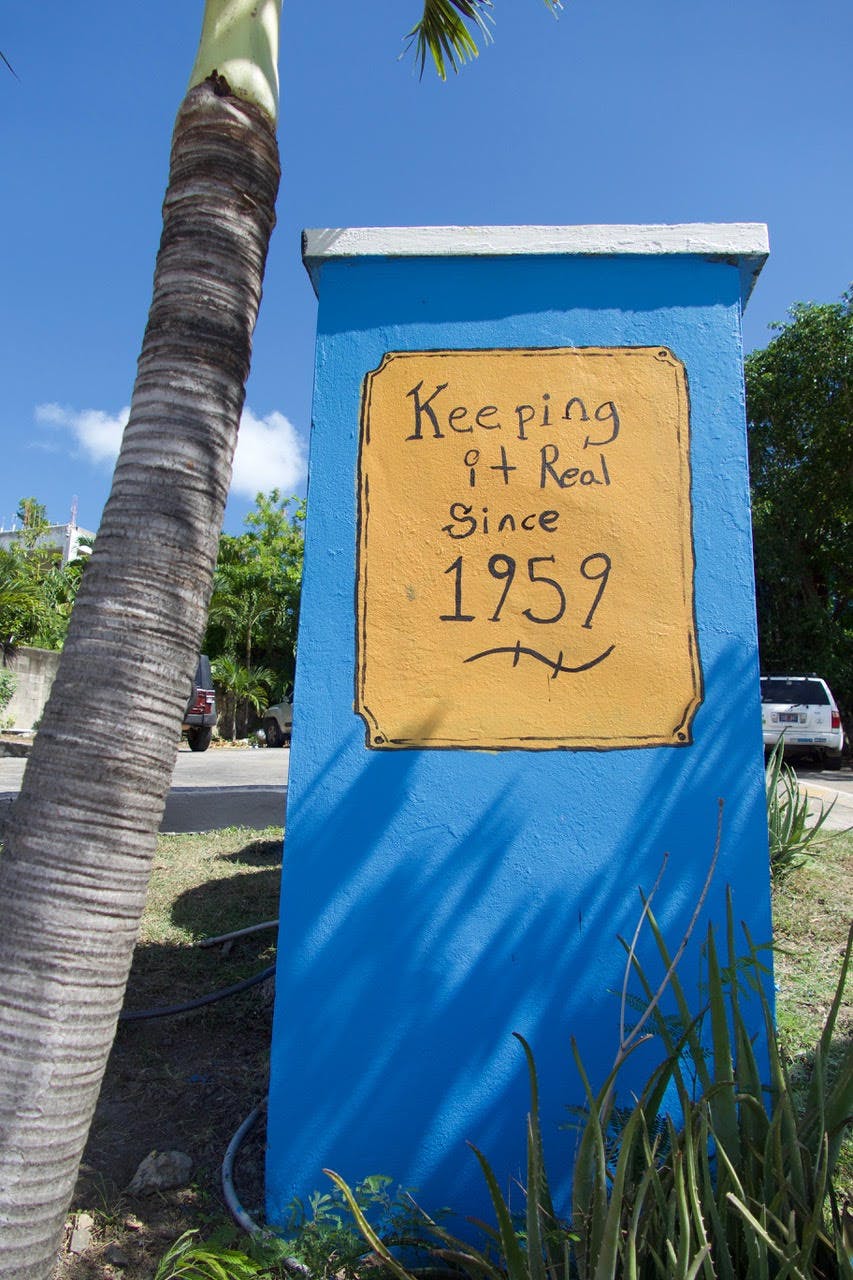 Keeping
it Real
Since
1959